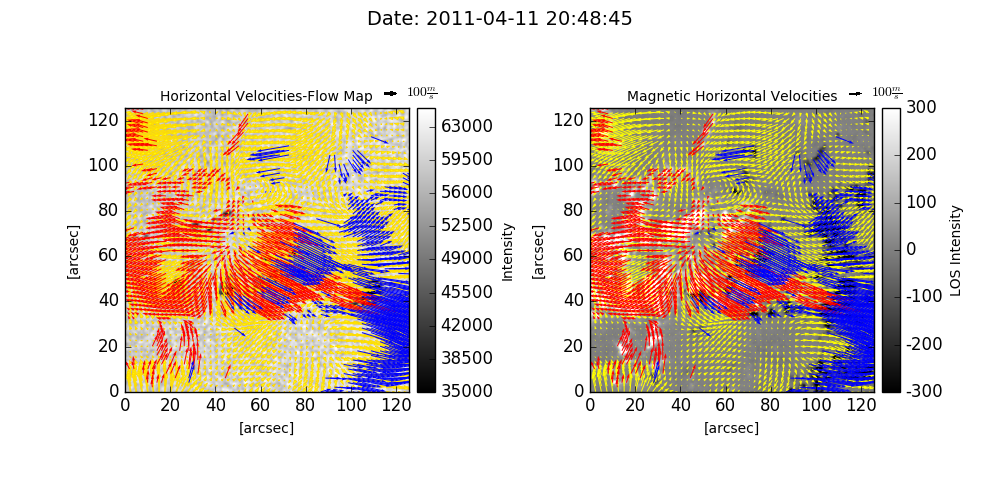 Date: 2011-04-11 20:48:45
Horizontal Velocities-Flow Map
100 m/s
[arcsec]
120
100
80
60
40
20
0
0 20 40 60 80 100 120
[arcsec]
63000
59500
56000
52500
49000
45500
42000
38500
35000
Intensity
Magnetic Horizontal Velocities
100 m/s
[arcsec]
120
100
80
60
40
20
0
0 20 40 60 80 100 120
[arcsec]
300
200
100
0
-100
-200
-300
LOS Intensity